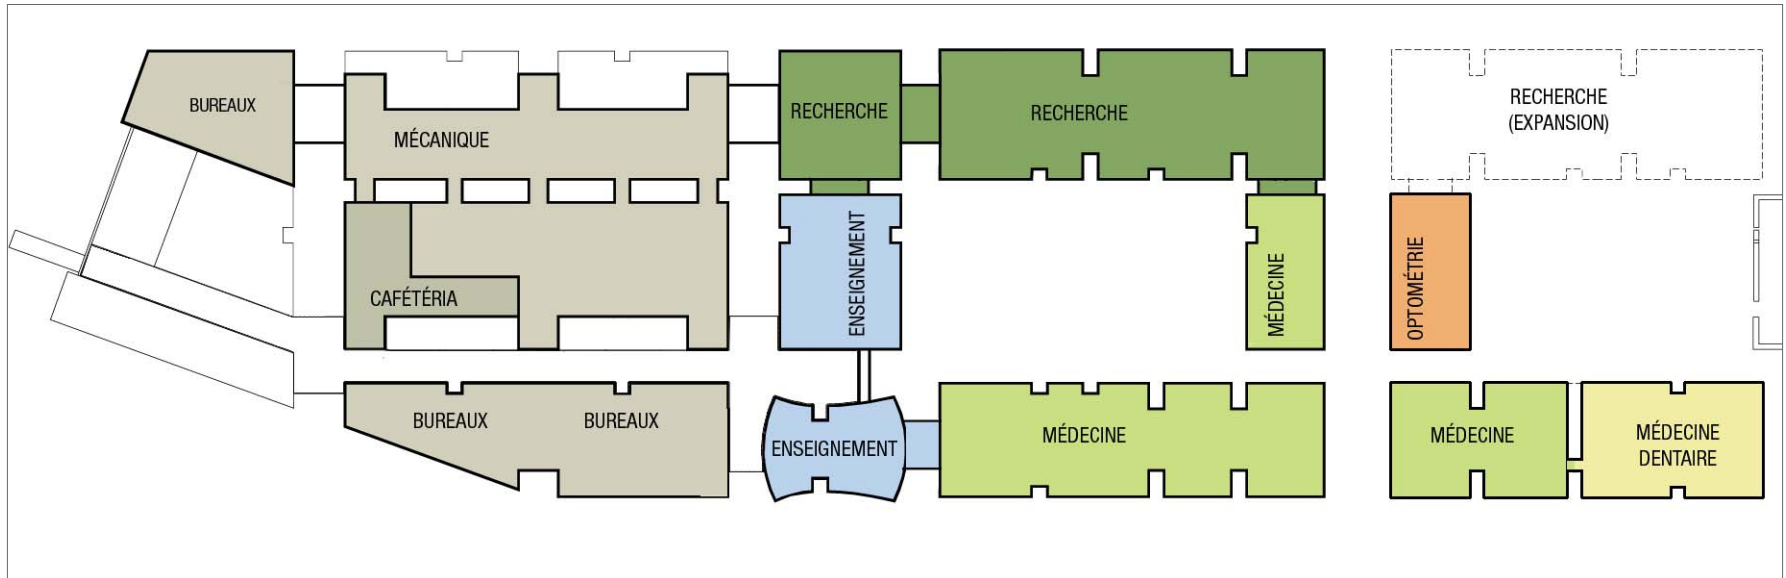 BUREAUX
MÉCANIQUE
RECHERCHE
RECHERCHE
RECHERCHE
(EXPANSION)
CAFÉTÉRIA
ENSEIGNEMENT
MÉDECINE
OPTOMÉTRIE
BUREAUX
BUREAUX
ENSEIGNEMENT
MÉDECINE
MÉDECINE
MÉDECINE
DENTAIRE